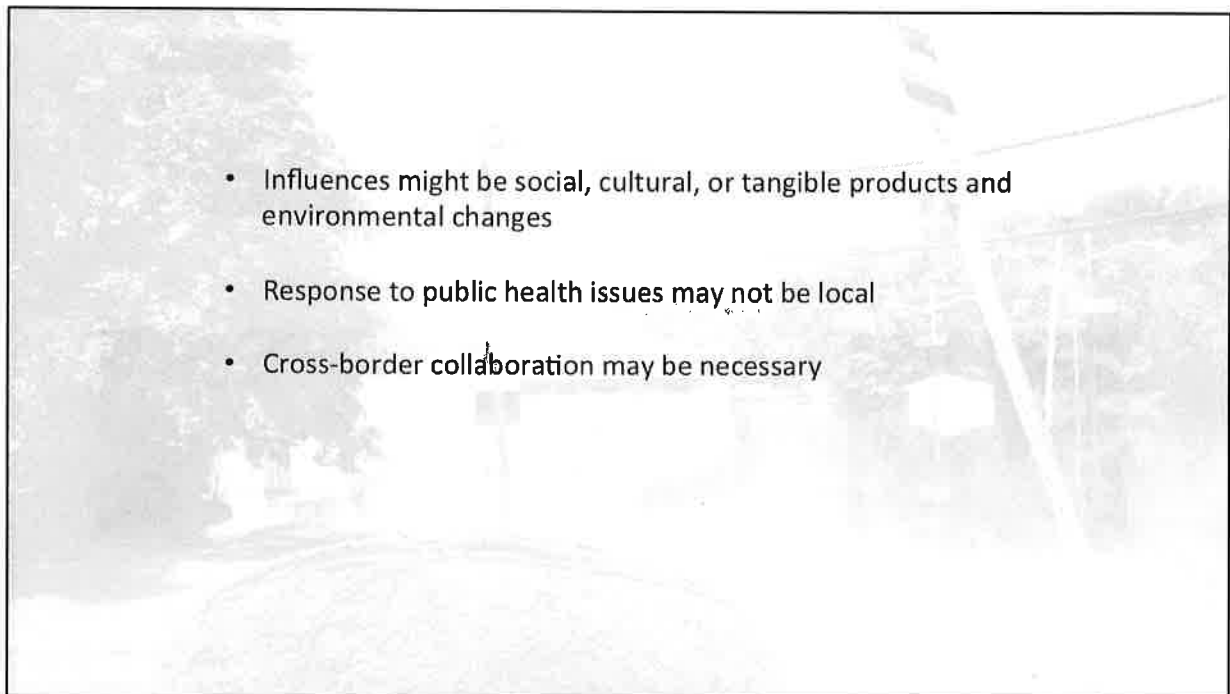 • Influences might be social, cultural, or tangible products and
environmental changes
• Response to public health issues may not be local
• Cross-border collaboration may be necessary